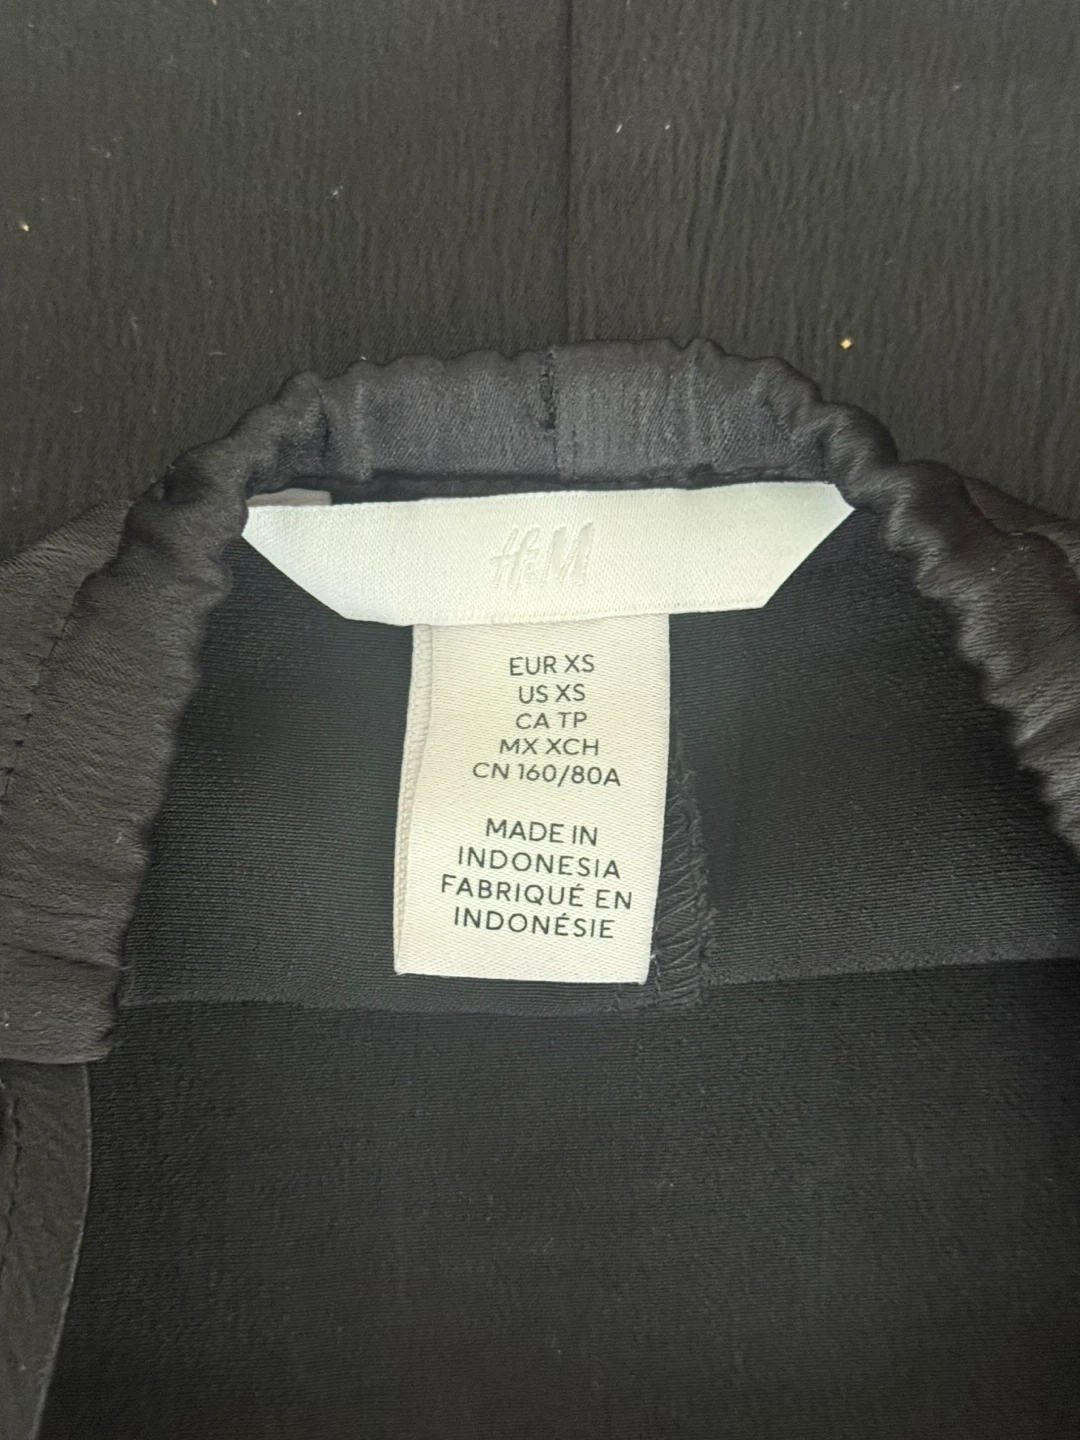 H&M
EUR XS
US XS
CA TP
MX XCH
CN 160/80A
MADE IN
INDONESIA
FABRIQUÉ EN
INDONÉSIE